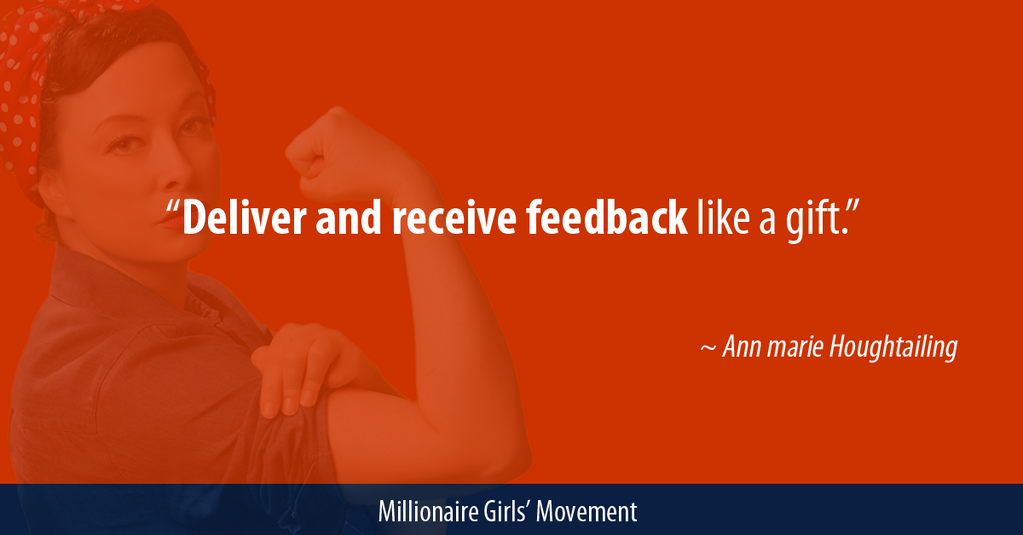 “Deliver and receive feedback like a gift.”
~ Ann marie Houghtailing
Millionaire Girls’ Movement